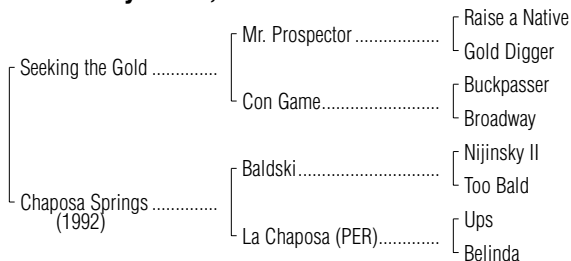 Raise a Native
Mr. Prospector ....................
Gold Digger
Seeking the Gold ...............
Buckpasser
Con Game............................
Broadway
Nijinsky II
Baldski.................................
Too Bald
Chaposa Springs ...............
(1992)
Ups
La Chaposa (PER)..............
Belinda